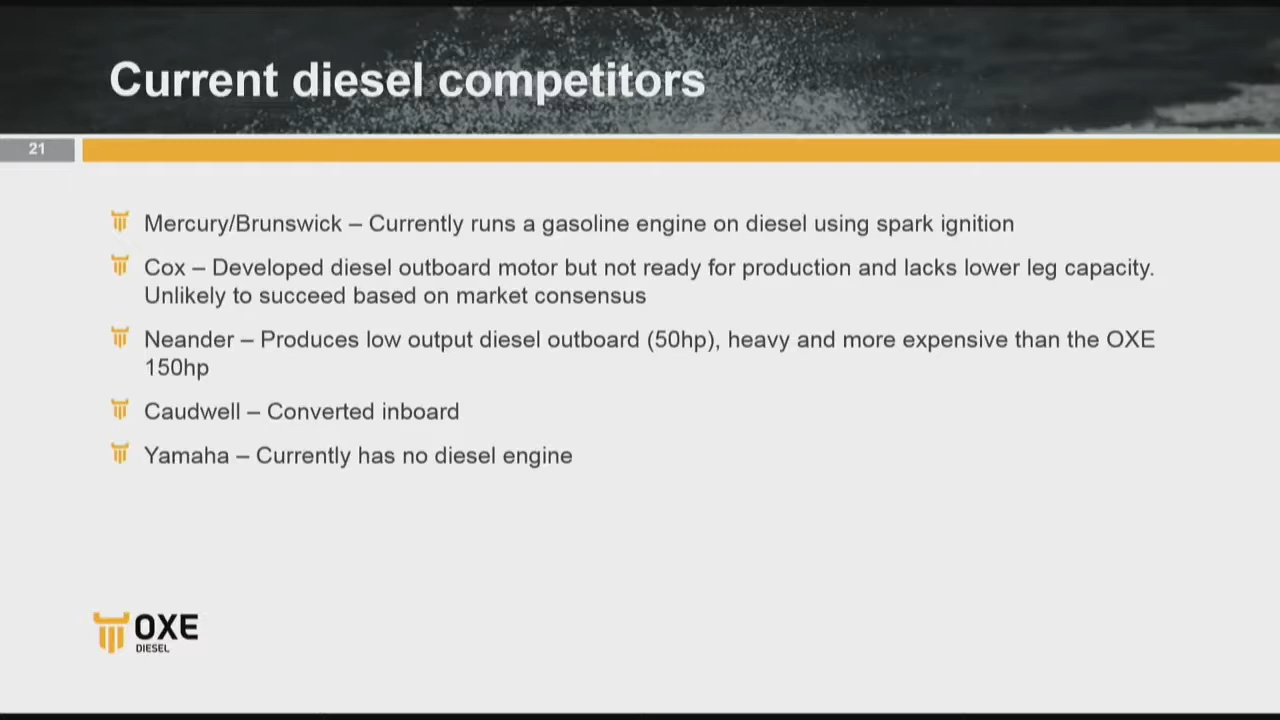 Current diesel competitors
21
Mercury/Brunswick – Currently runs a gasoline engine on diesel using spark ignition
Cox – Developed diesel outboard motor but not ready for production and lacks lower leg capacity.
Unlikely to succeed based on market consensus
Neander – Produces low output diesel outboard (50hp), heavy and more expensive than the OXE
150hp
Caudwell – Converted inboard
Yamaha – Currently has no diesel engine
OXE
DIESEL